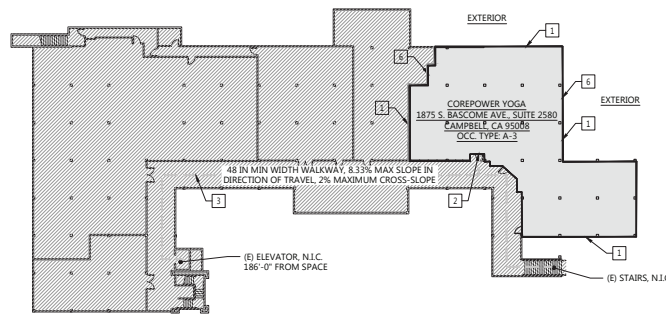 EXTERIOR
1
6
6
COREPOWER YOGA
1875 S. BASCOME AVE., SUITE 2580
CAMPBELL, CA 95008
OCC. TYPE: A-3
EXTERIOR
1
1
48 IN MIN WIDTH WALKWAY, 8.33% MAX SLOPE IN
DIRECTION OF TRAVEL, 2% MAXIMUM CROSS-SLOPE
3
2
1
(E) ELEVATOR, N.I.C.
186'-0" FROM SPACE
(E) STAIRS, N.I.C